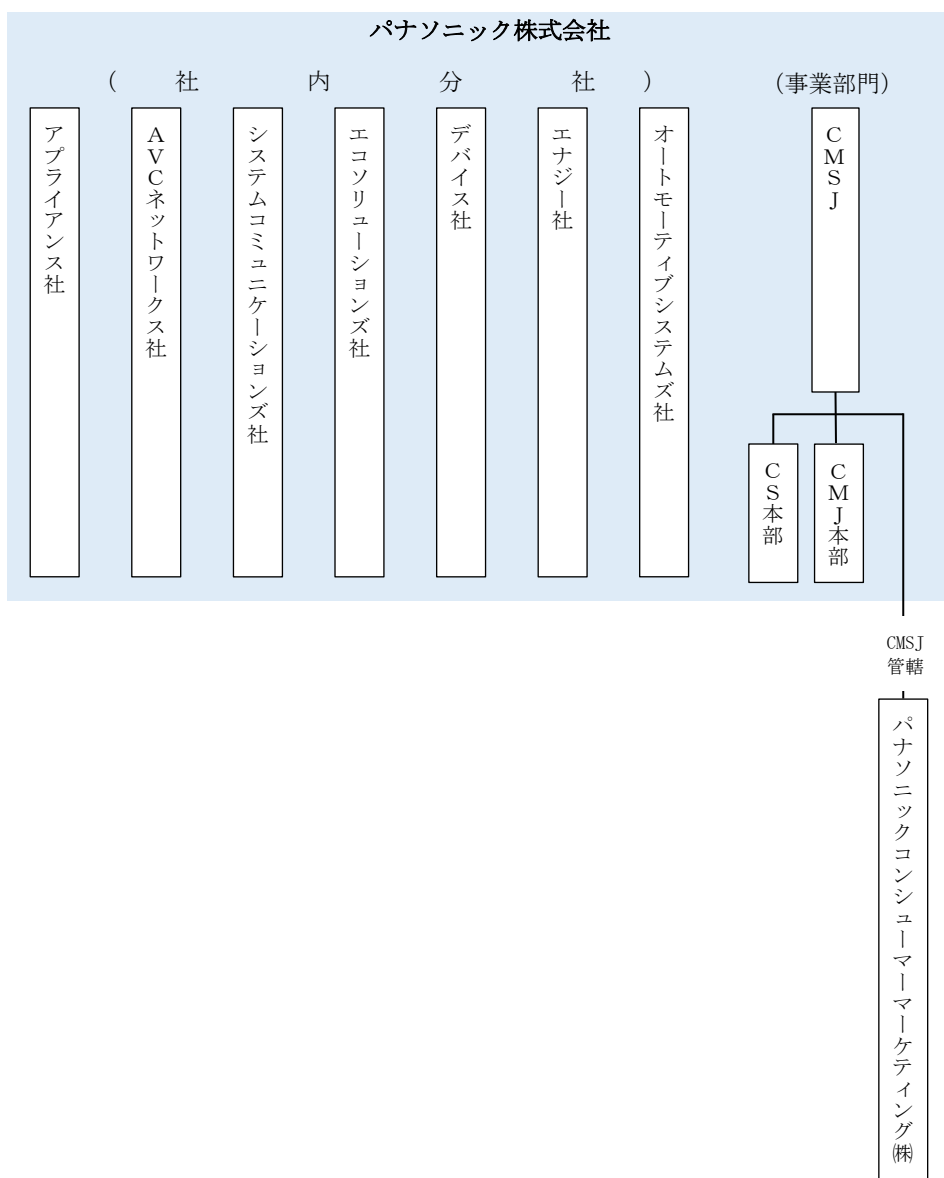 パナソニック株式会社
(社内分社)
(事業部門)
アプライアンス社
AVCネットワークス社
システムコミュニケーションズ社
エコソリューションズ社
デバイス社
エナジー社
オートモーティブシステムズ社
CMSJ
CS本部
CMJ本部
CMSJ
管轄
パナソニックコンシューマーマーケティング㈱